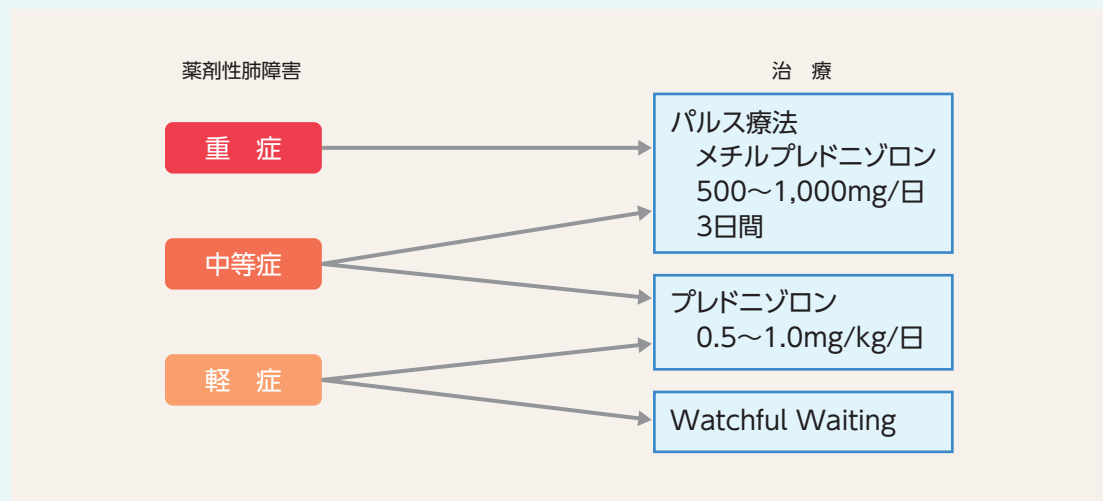 薬剤性肺障害
治　療
重　症
中等症
軽　症
パルス療法
メチルプレドニゾロン
500〜1,000mg/日
3日間
プレドニゾロン
0.5〜1.0mg/kg/日
Watchful Waiting